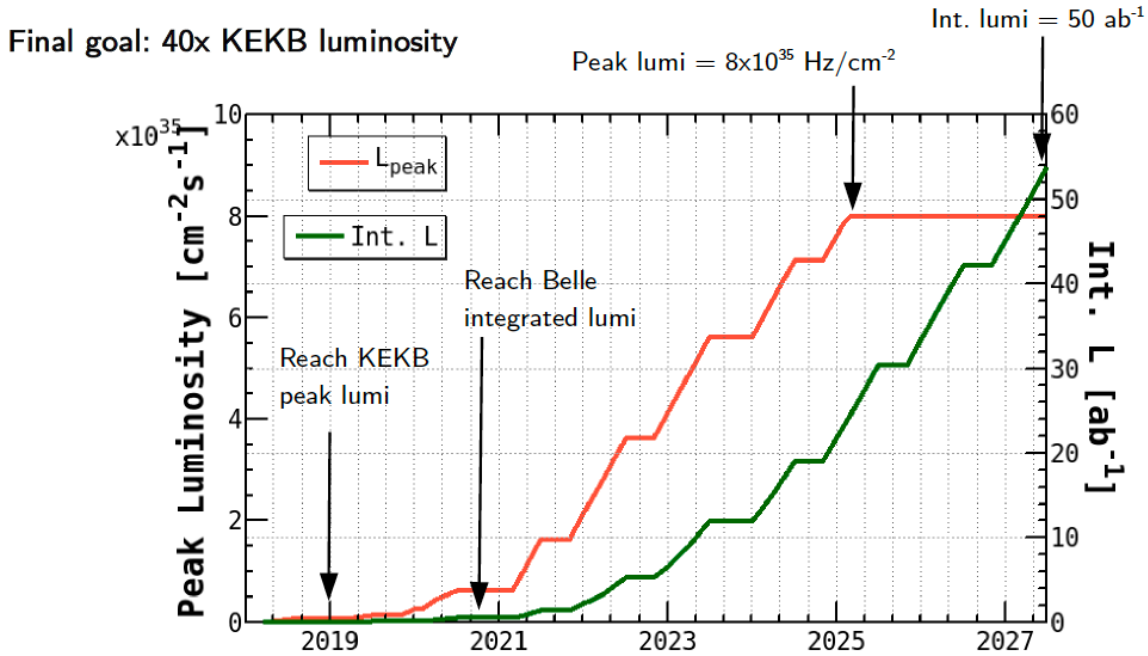 Final goal: 40x KEKB luminosity
Int. lumi = 50 ab⁻¹
Peak lumi = 8x10³⁵ Hz/cm⁻²
x10³⁵
Peak Luminosity [cm⁻²s⁻¹]
10
8
6
4
2
0
L_peak
Int. L
Reach KEKB
peak lumi
Reach Belle
integrated lumi
60
50
40
30
20
10
0
Int. L [ab⁻¹]
2019 2021 2023 2025 2027